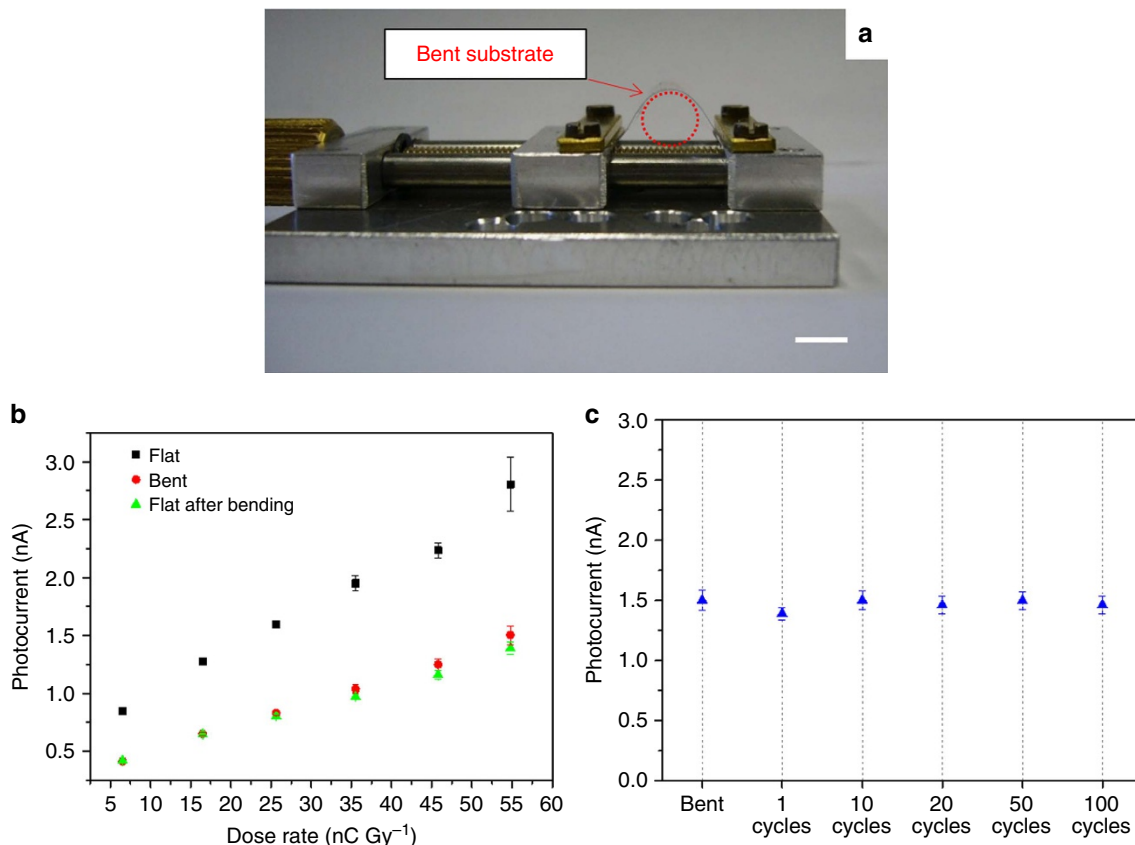 a
Bent substrate
b
Flat
Bent
Flat after bending
3.0
2.5
2.0
1.5
1.0
0.5
5 10 15 20 25 30 35 40 45 50 55 60
Photocurrent (nA)
Dose rate (nC Gy⁻¹)
c
3.0
2.5
2.0
1.5
1.0
0.5
0.0
Photocurrent (nA)
Bent 1 10 20 50 100
cycles cycles cycles cycles cycles